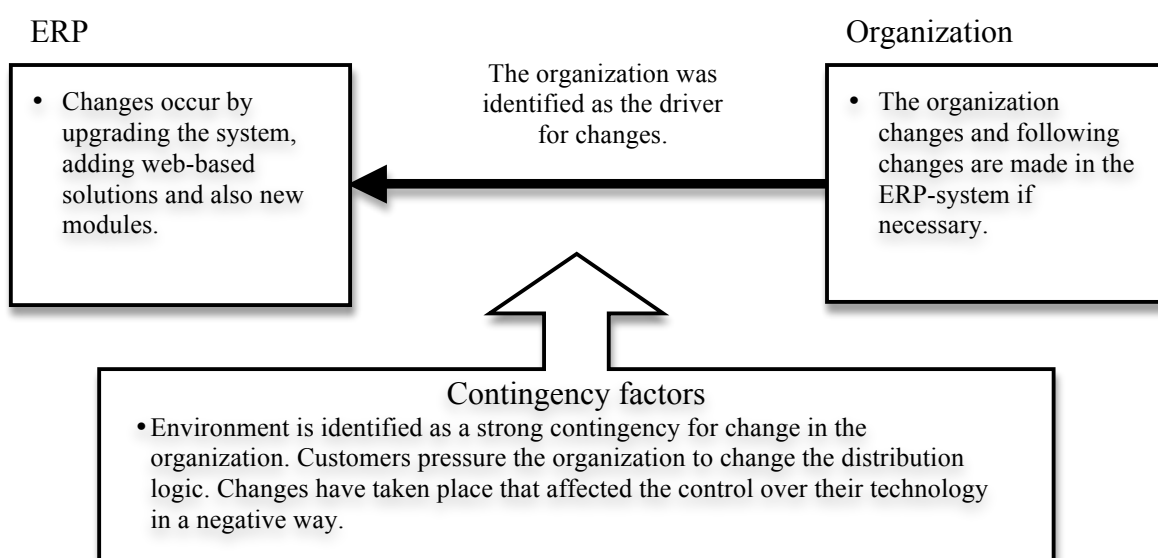 ERP
Organization
• Changes occur by
upgrading the system,
adding web-based
solutions and also new
modules.
The organization was
identified as the driver
for changes.
• The organization
changes and following
changes are made in the
ERP-system if
necessary.
Contingency factors
• Environment is identified as a strong contingency for change in the
organization. Customers pressure the organization to change the distribution
logic. Changes have taken place that affected the control over their technology
in a negative way.